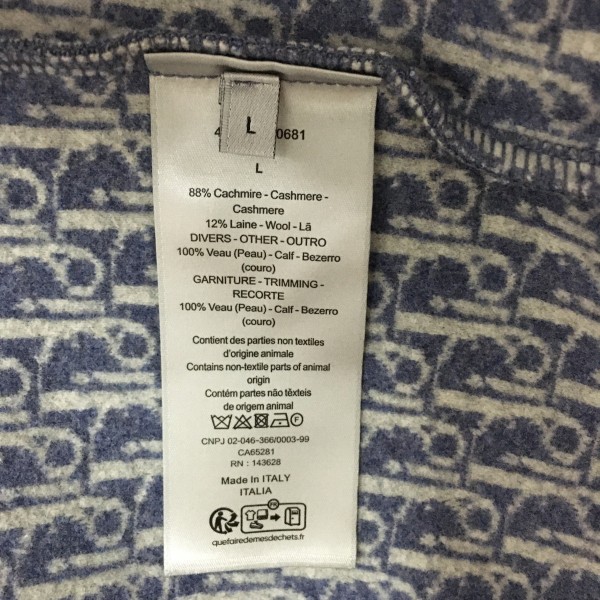 L
0681
L
88% Cachmire - Cashmere -
Cashmere
12% Laine - Wool - Lã
DIVERS - OTHER - OUTRO
100% Veau (Peau) - Calf - Bezerro
(couro)
GARNITURE - TRIMMING -
RECORTE
100% Veau (Peau) - Calf - Bezerro
(couro)
Contient des parties non textiles
d'origine animale
Contains non-textile parts of animal
origin
Contém partes não têxteis
de origem animal
F
CNPJ 02-046-366/0003-99
CA65281
RN : 143628
Made In ITALY
ITALIA
FR
quefairedemesdechets.fr